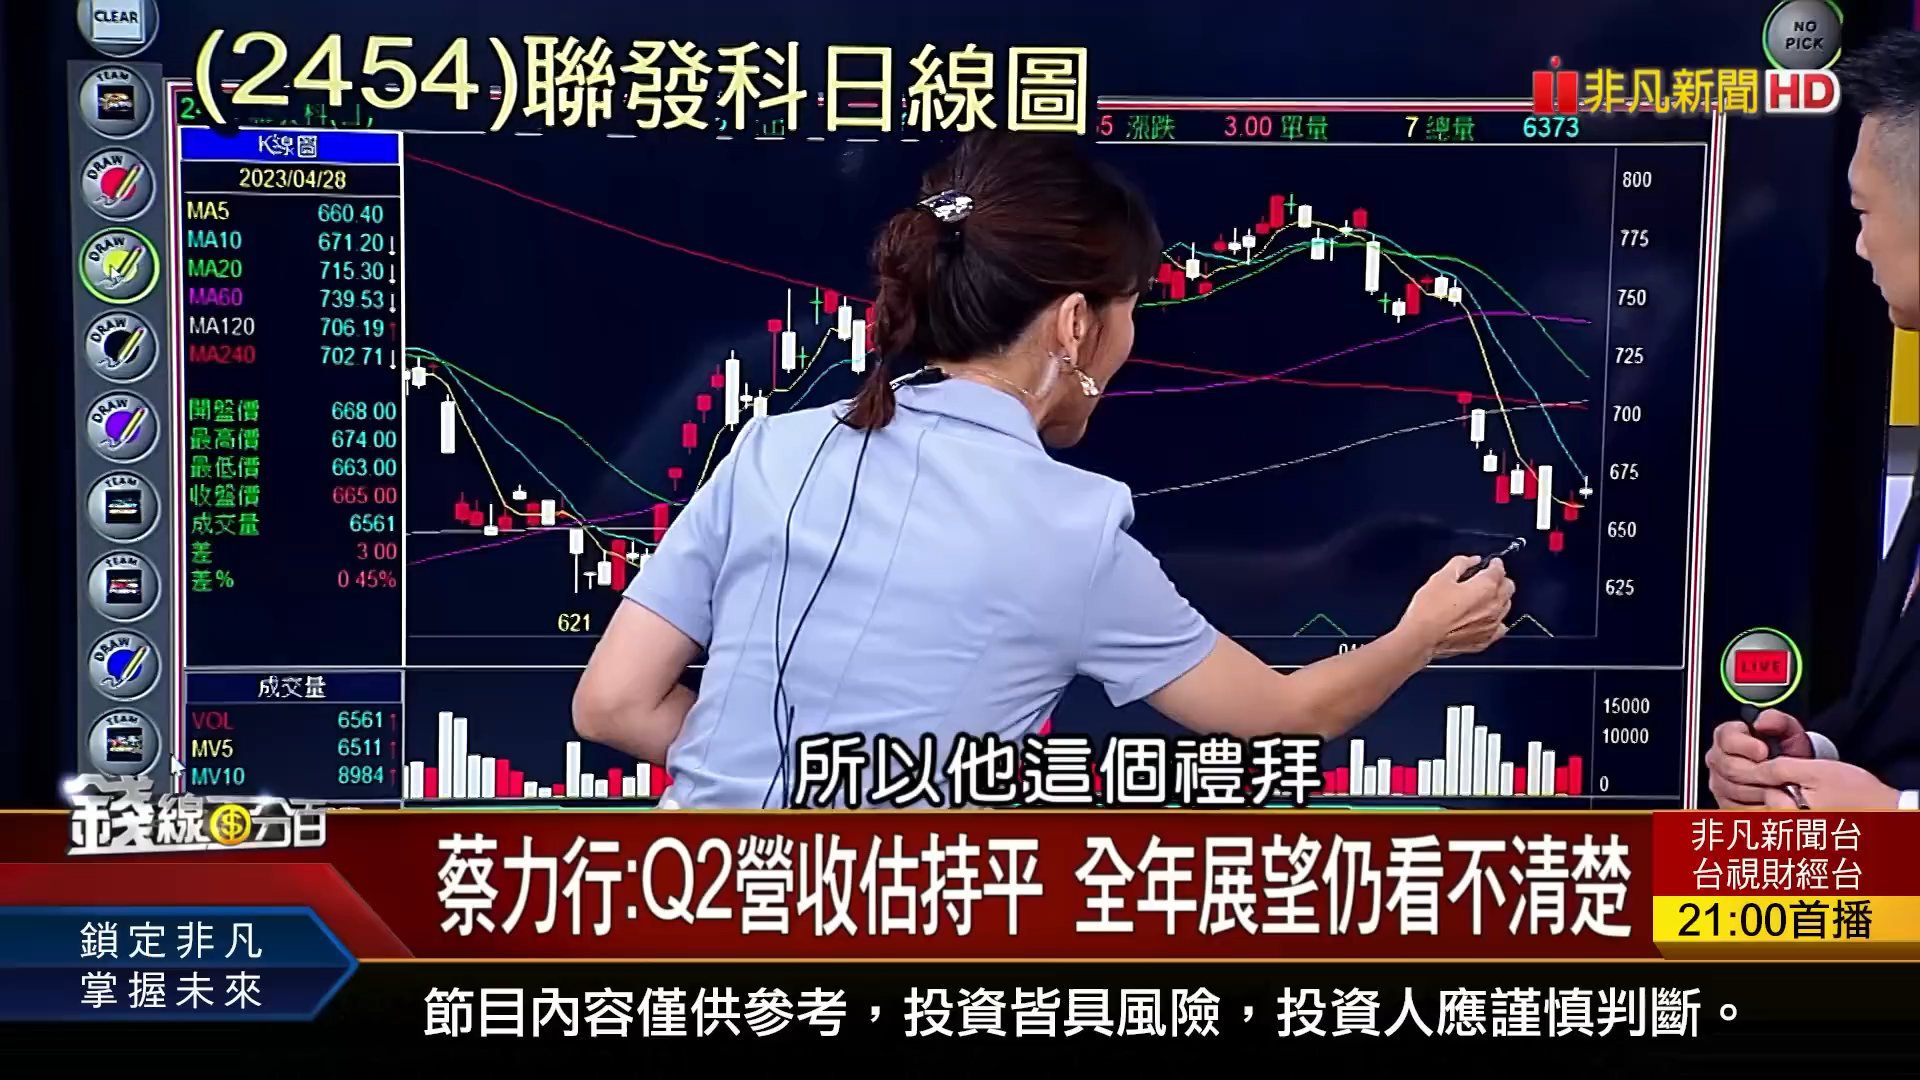 CLEAR
NO PICK
(2454)聯發科日線圖
非凡新聞HD
漲跌 3.00 單量 7 總量 6373
TEAM
DRAW
DRAW
DRAW
DRAW
TEAM
TEAM
DRAW
TEAM
K線圖
2023/04/28
MA5 660.40
MA10 671.20↓
MA20 715.30↓
MA60 739.53↓
MA120 706.19↑
MA240 702.71↓
開盤價 668.00
最高價 674.00
最低價 663.00
收盤價 665.00
成交量 6561
差 3.00
差% 0.45%
成交量
VOL 6561↑
MV5 6511↑
MV10 8984↑
621
800
775
750
725
700
675
650
625
15000
10000
0
LIVE
所以他這個禮拜
錢線百分百
蔡力行:Q2營收估持平 全年展望仍看不清楚
非凡新聞台
台視財經台
21:00首播
鎖定非凡
掌握未來
節目內容僅供參考，投資皆具風險，投資人應謹慎判斷。